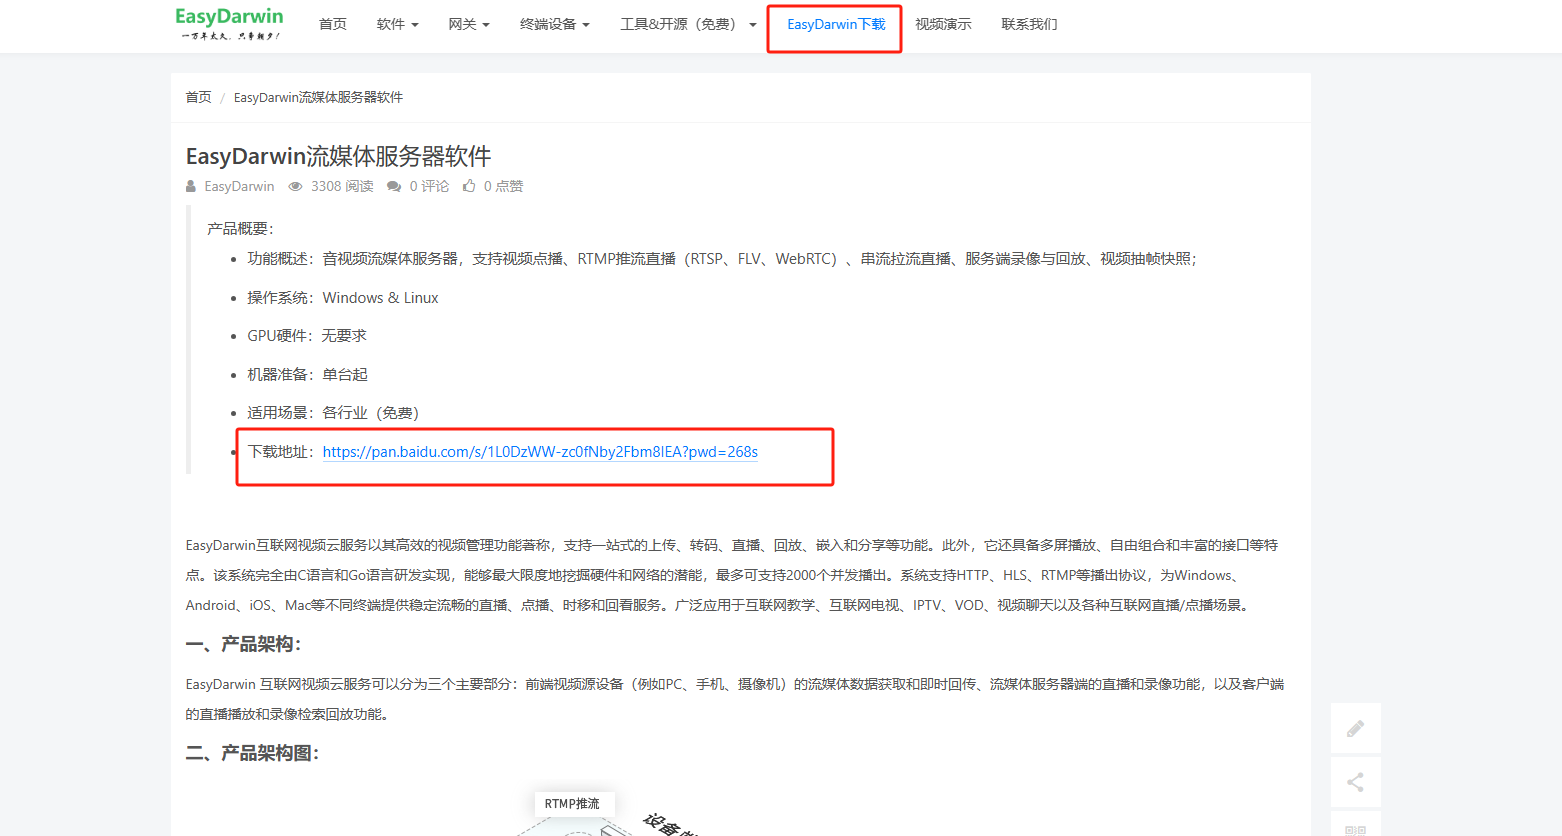 EasyDarwin
一万年太久，只争朝夕！
首页 软件 网关 终端设备 工具&开源（免费） EasyDarwin下载 视频演示 联系我们
首页 / EasyDarwin流媒体服务器软件
EasyDarwin流媒体服务器软件
EasyDarwin 3308 阅读 0 评论 0 点赞
产品概要：
功能概述：音视频流媒体服务器，支持视频点播、RTMP推流直播（RTSP、FLV、WebRTC）、串流拉流直播、服务端录像与回放、视频抽帧快照；
操作系统：Windows & Linux
GPU硬件：无要求
机器准备：单台起
适用场景：各行业（免费）
下载地址：https://pan.baidu.com/s/1L0DzWW-zc0fNby2Fbm8IEA?pwd=268s
EasyDarwin互联网视频云服务以其高效的视频管理功能著称，支持一站式的上传、转码、直播、回放、嵌入和分享等功能。此外，它还具备多屏播放、自由组合和丰富的接口等特
点。该系统完全由C语言和Go语言研发实现，能够最大限度地挖掘硬件和网络的潜能，最多可支持2000个并发播出。系统支持HTTP、HLS、RTMP等播出协议，为Windows、
Android、iOS、Mac等不同终端提供稳定流畅的直播、点播、时移和回看服务。广泛应用于互联网教学、互联网电视、IPTV、VOD、视频聊天以及各种互联网直播/点播场景。
一、产品架构：
EasyDarwin 互联网视频云服务可以分为三个主要部分：前端视频源设备（例如PC、手机、摄像机）的流媒体数据获取和即时回传、流媒体服务器端的直播和录像功能，以及客户端
的直播播放和录像检索回放功能。
二、产品架构图：
RTMP推流
设备